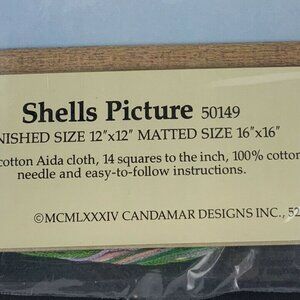 Shells Picture 50149
NISHED SIZE 12"x12" MATTED SIZE 16"x16"
cotton Aida cloth, 14 squares to the inch, 100% cotton
needle and easy-to-follow instructions.
©MCMLXXXIV CANDAMAR DESIGNS INC., 52